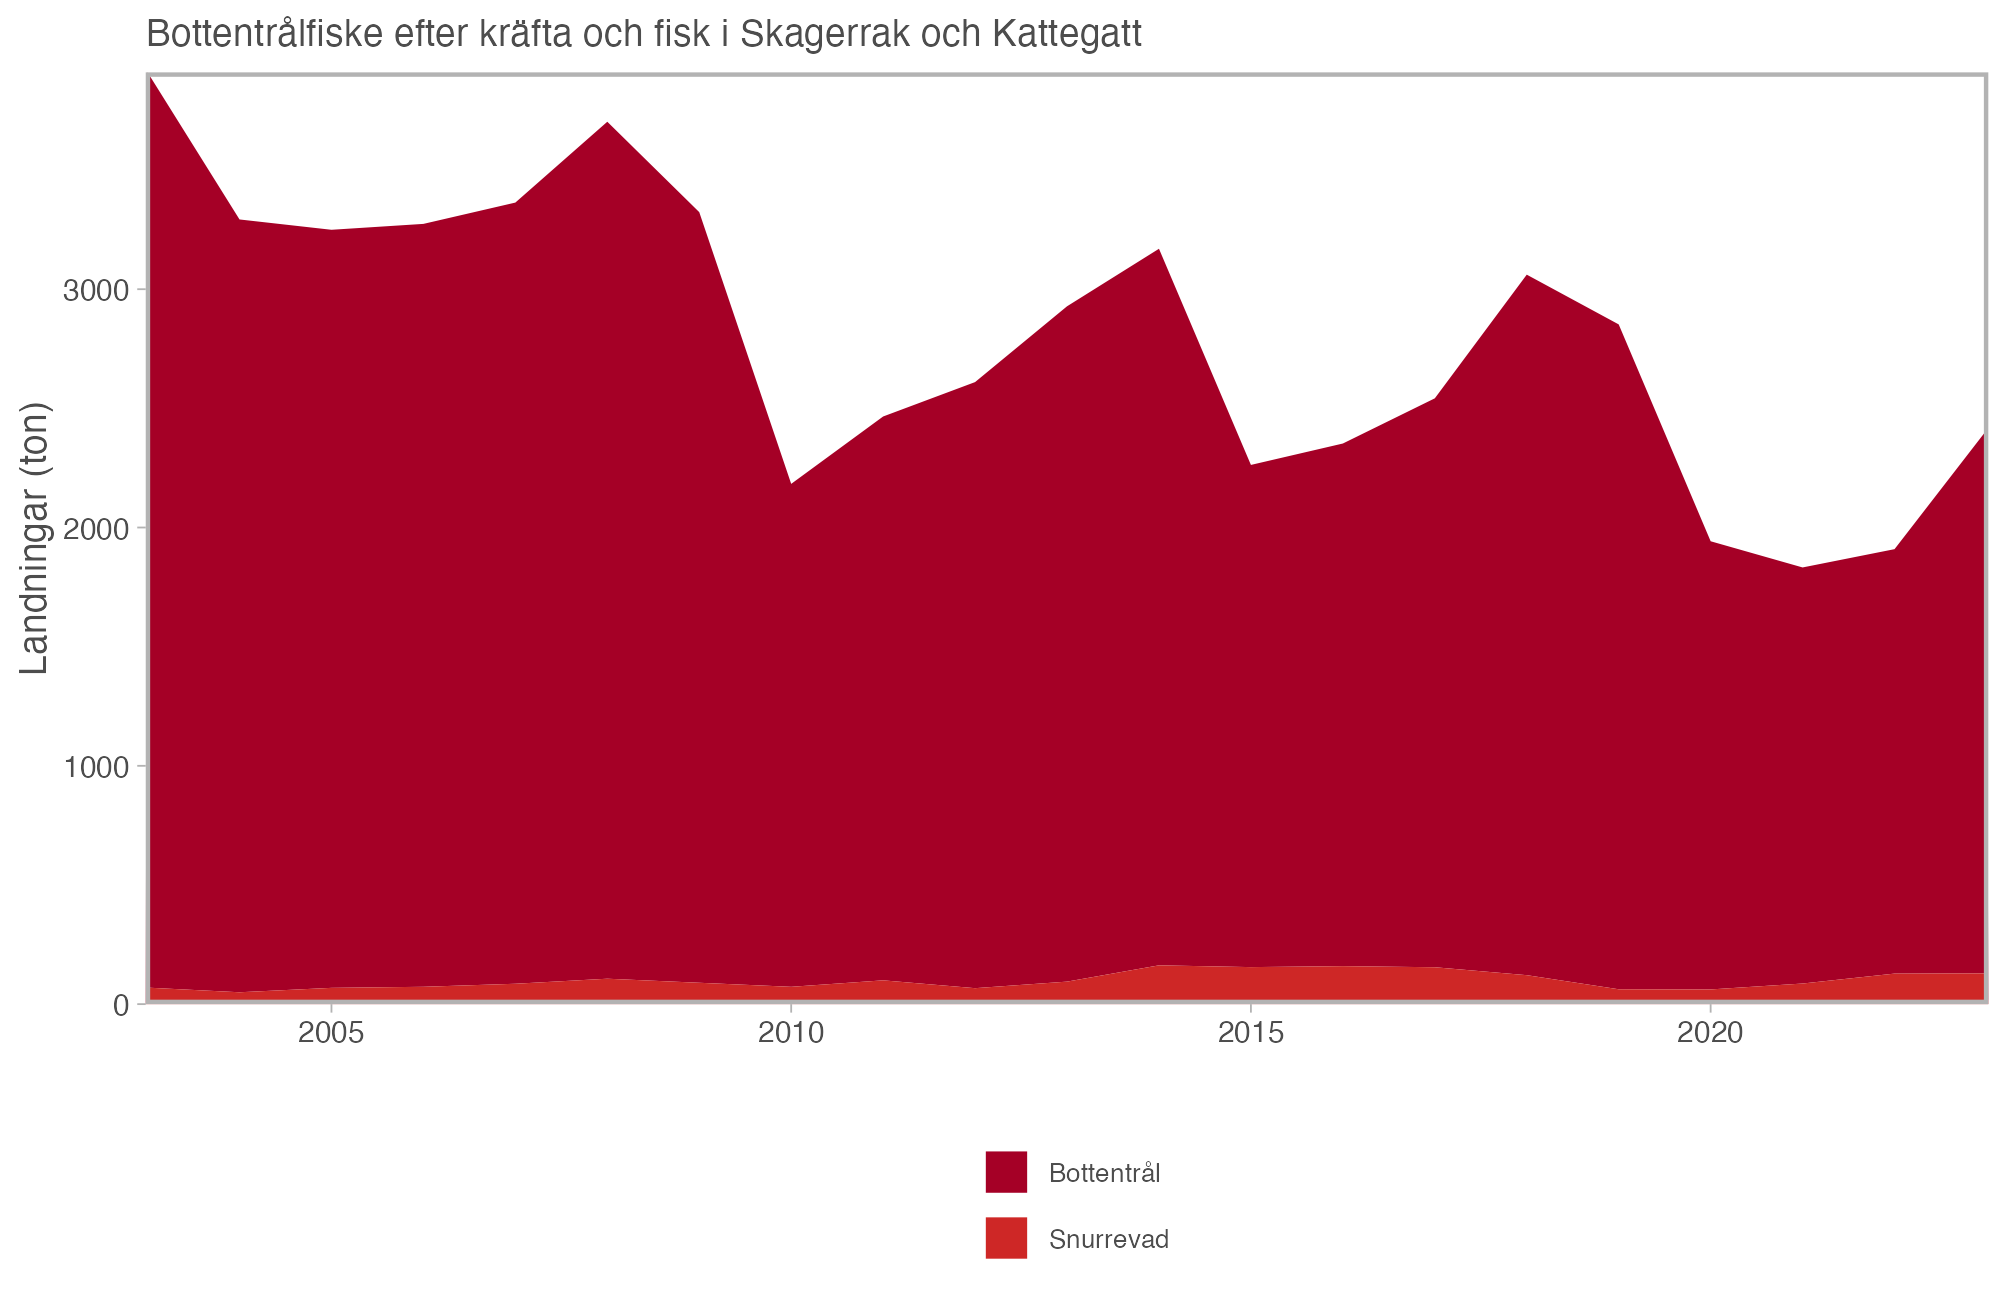 Bottentrålfiske efter kräfta och fisk i Skagerrak och Kattegatt
Landningar (ton)
3000
2000
1000
0
2005
2010
2015
2020
Bottentrål
Snurrevad